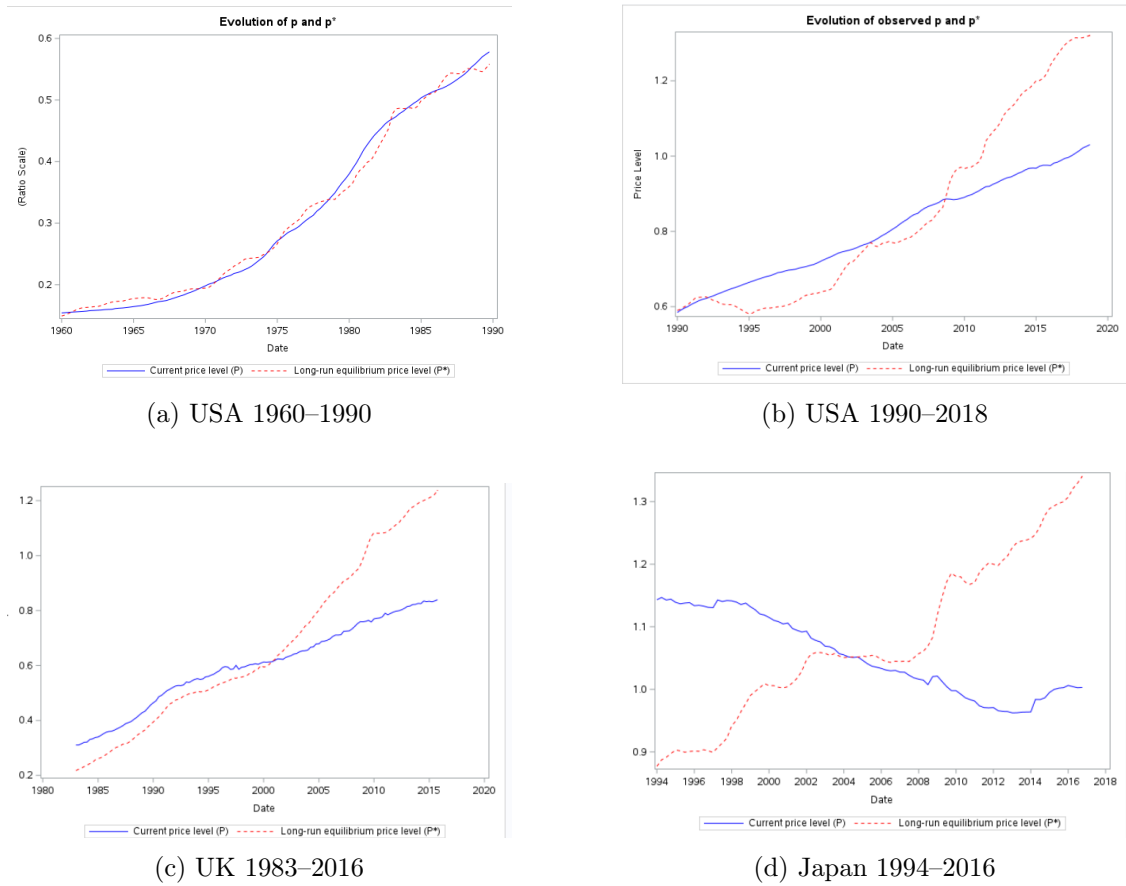 Evolution of p and p*
(Ratio Scale)
0.6
0.5
0.4
0.3
0.2
1960 1965 1970 1975 1980 1985 1990
Date
Current price level (P) Long-run equilibrium price level (P*)
(a) USA 1960–1990
Evolution of observed p and p*
Price Level
1.2
1.0
0.8
0.6
1990 1995 2000 2005 2010 2015 2020
Date
Current price level (P) Long-run equilibrium price level (P*)
(b) USA 1990–2018
1.2
1.0
0.8
0.6
0.4
0.2
1980 1985 1990 1995 2000 2005 2010 2015 2020
Date
Current price level (P) Long-run equilibrium price level (P*)
(c) UK 1983–2016
1.3
1.2
1.1
1.0
0.9
1994 1996 1998 2000 2002 2004 2006 2008 2010 2012 2014 2016 2018
Date
Current price level (P) Long-run equilibrium price level (P*)
(d) Japan 1994–2016